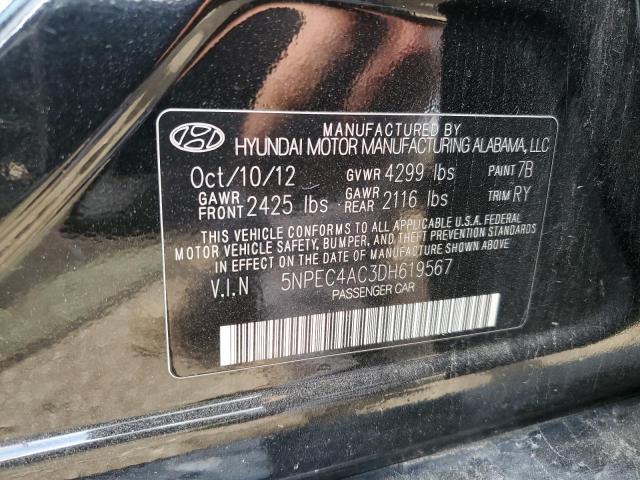 MANUFACTURED BY
HYUNDAI MOTOR MANUFACTURING ALABAMA, LLC
Oct/10/12 GVWR 4299 lbs PAINT 7B
GAWR FRONT 2425 lbs GAWR REAR 2116 lbs TRIM RY
THIS VEHICLE CONFORMS TO ALL APPLICABLE U.S.A. FEDERAL
MOTOR VEHICLE SAFETY, BUMPER, AND THEFT PREVENTION STANDARDS
IN EFFECT ON THE DATE OF MANUFACTURE SHOWN ABOVE
V.I.N 5NPEC4AC3DH619567
PASSENGER CAR